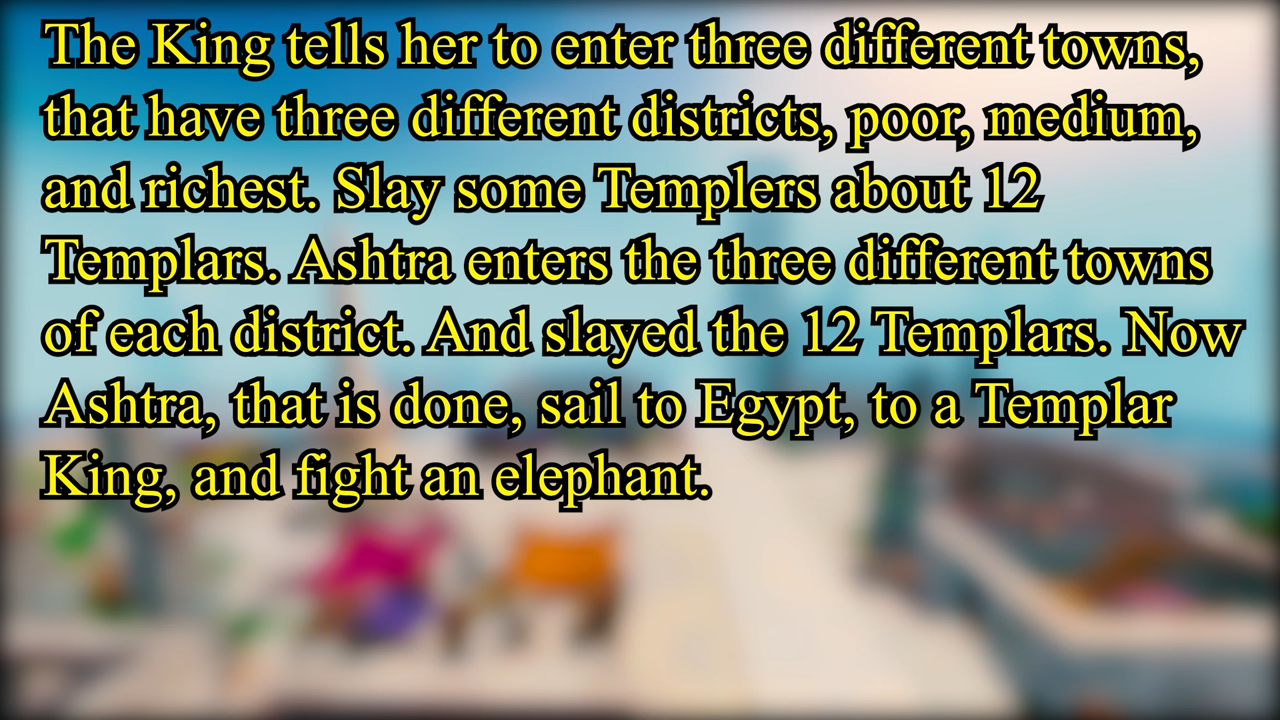 The King tells her to enter three different towns,
that have three different districts, poor, medium,
and richest. Slay some Templers about 12
Templars. Ashtra enters the three different towns
of each district. And slayed the 12 Templars. Now
Ashtra, that is done, sail to Egypt, to a Templar
King, and fight an elephant.